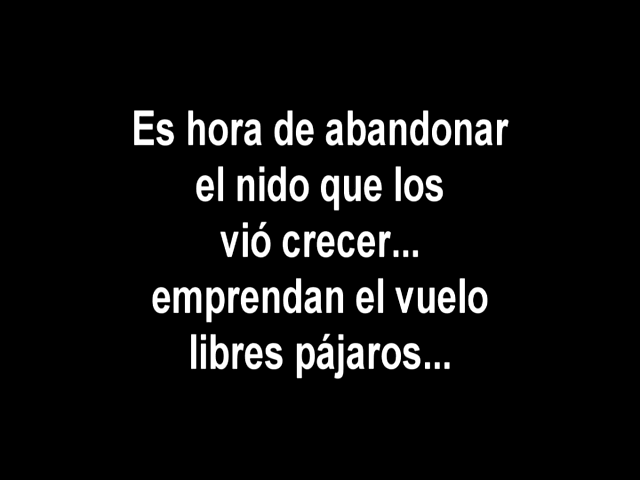 Es hora de abandonar
el nido que los
vió crecer...
emprendan el vuelo
libres pájaros...